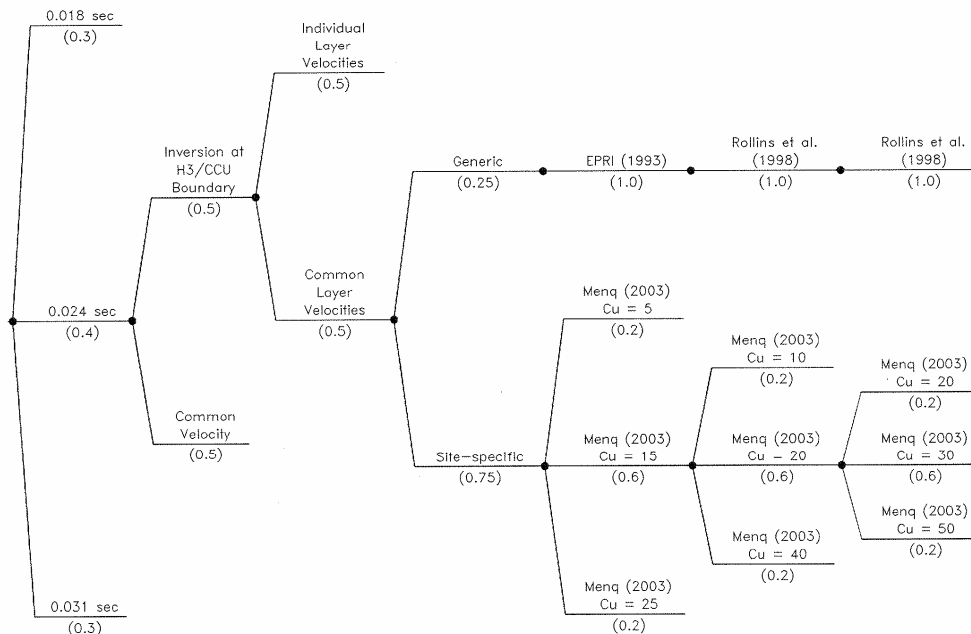 0.018 sec
(0.3)
0.024 sec
(0.4)
0.031 sec
(0.3)
Inversion at
H3/CCU
Boundary
(0.5)
Common
Velocity
(0.5)
Individual
Layer
Velocities
(0.5)
Common
Layer
Velocities
(0.5)
Generic
(0.25)
Site-specific
(0.75)
EPRI (1993)
(1.0)
Menq (2003)
Cu = 5
(0.2)
Menq (2003)
Cu = 15
(0.6)
Menq (2003)
Cu = 25
(0.2)
Rollins et al.
(1998)
(1.0)
Menq (2003)
Cu = 10
(0.2)
Menq (2003)
Cu - 20
(0.6)
Menq (2003)
Cu = 40
(0.2)
Rollins et al.
(1998)
(1.0)
Menq (2003)
Cu = 20
(0.2)
Menq (2003)
Cu = 30
(0.6)
Menq (2003)
Cu = 50
(0.2)